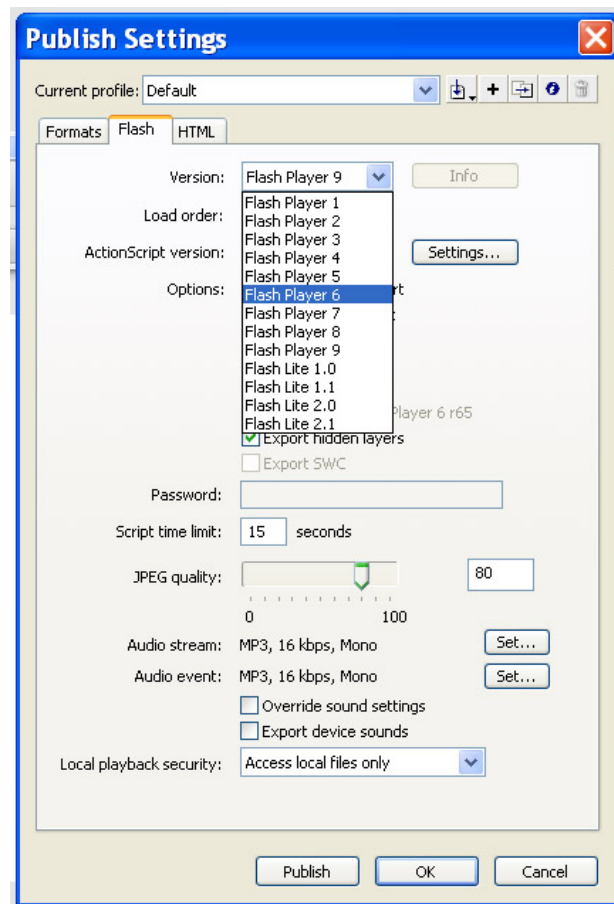 Publish Settings
Current profile: Default
Formats Flash HTML
Version: Flash Player 9 Info
Flash Player 1
Flash Player 2
Load order:
Flash Player 3
ActionScript version: Flash Player 4 Settings...
Flash Player 5
Options: Flash Player 6
Flash Player 7
Flash Player 8
Flash Player 9
Flash Lite 1.0
Flash Lite 1.1
Flash Lite 2.0
Player 6 r65
Flash Lite 2.1
Export hidden layers
Export SWC
Password:
Script time limit: 15 seconds
JPEG quality: 80
0 100
Audio stream: MP3, 16 kbps, Mono Set...
Audio event: MP3, 16 kbps, Mono Set...
Override sound settings
Export device sounds
Local playback security: Access local files only
Publish OK Cancel